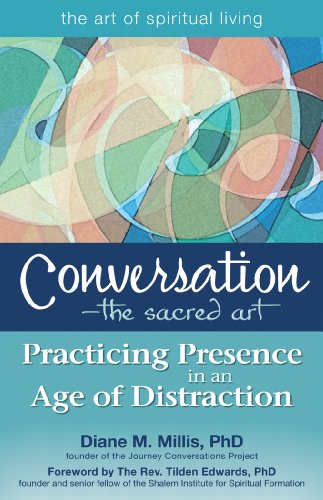 the art of spiritual living
Conversation
—the sacred art
Practicing Presence
in an
Age of Distraction
Diane M. Millis, PhD
founder of the Journey Conversations Project
Foreword by The Rev. Tilden Edwards, PhD
founder and senior fellow of the Shalem Institute for Spiritual Formation